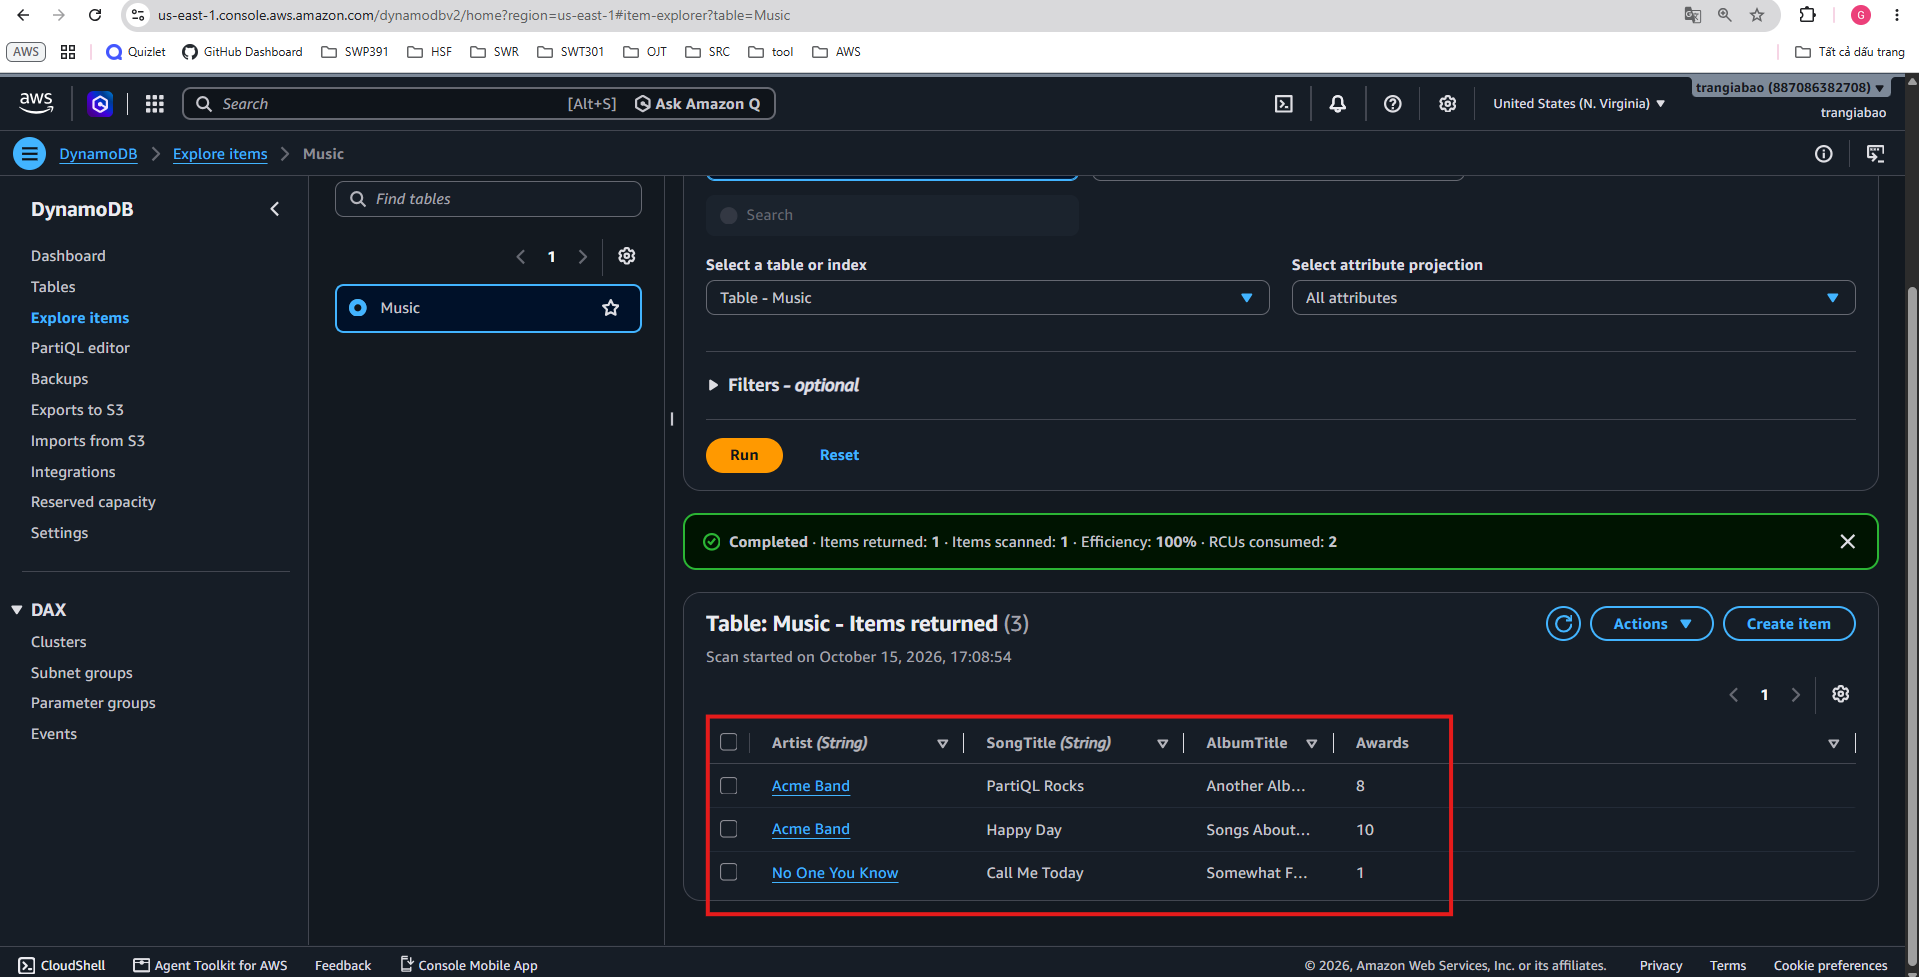 us-east-1.console.aws.amazon.com/dynamodbv2/home?region=us-east-1#item-explorer?table=Music
G
AWS
Quizlet
GitHub Dashboard
SWP391
HSF
SWR
SWT301
OJT
SRC
tool
AWS
Tất cả dấu trang
aws
Search
[Alt+S]
Ask Amazon Q
United States (N. Virginia)
trangiabao (887086382708)
trangiabao
DynamoDB
Explore items
Music
DynamoDB
Dashboard
Tables
Explore items
PartiQL editor
Backups
Exports to S3
Imports from S3
Integrations
Reserved capacity
Settings
DAX
Clusters
Subnet groups
Parameter groups
Events
Find tables
1
Music
Search
Select a table or index
Select attribute projection
Table - Music
All attributes
Filters - optional
Run
Reset
Completed · Items returned: 1 · Items scanned: 1 · Efficiency: 100% · RCUs consumed: 2
Table: Music - Items returned (3)
Actions
Create item
Scan started on October 15, 2026, 17:08:54
1
Artist (String) SongTitle (String) AlbumTitle Awards
Acme Band PartiQL Rocks Another Alb... 8
Acme Band Happy Day Songs About... 10
No One You Know Call Me Today Somewhat F... 1
CloudShell
Agent Toolkit for AWS
Feedback
Console Mobile App
© 2026, Amazon Web Services, Inc. or its affiliates.
Privacy
Terms
Cookie preferences